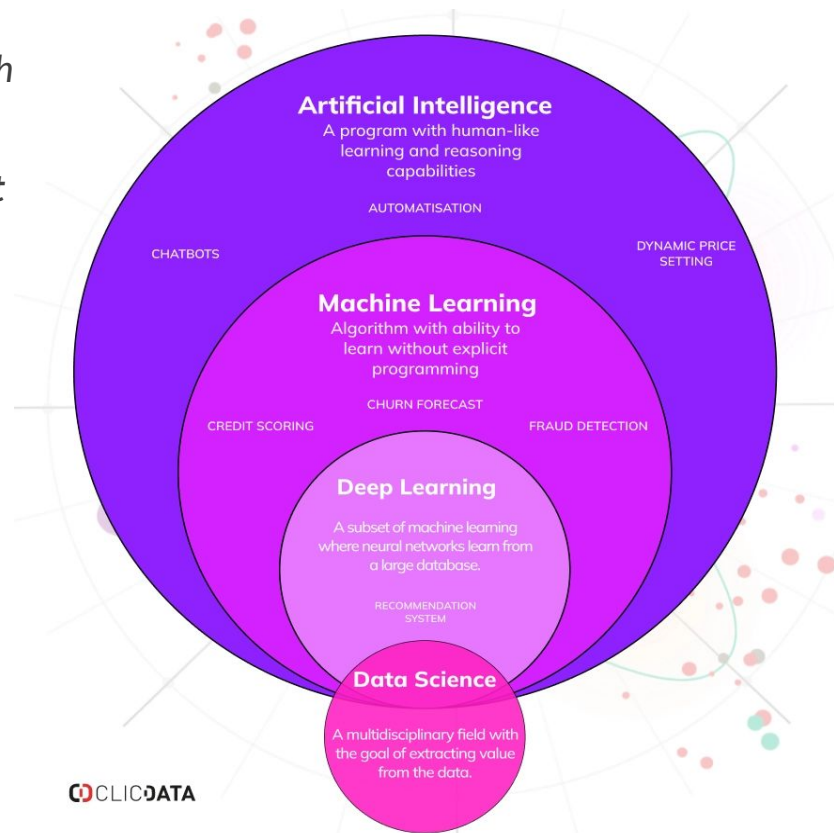 h
t
Artificial Intelligence
A program with human-like
learning and reasoning
capabilities
AUTOMATISATION
CHATBOTS
DYNAMIC PRICE
SETTING
Machine Learning
Algorithm with ability to
learn without explicit
programming
CHURN FORECAST
CREDIT SCORING
FRAUD DETECTION
Deep Learning
A subset of machine learning
where neural networks learn from
a large database.
RECOMMENDATION
SYSTEM
Data Science
A multidisciplinary field with
the goal of extracting value
from the data.
CLICDATA